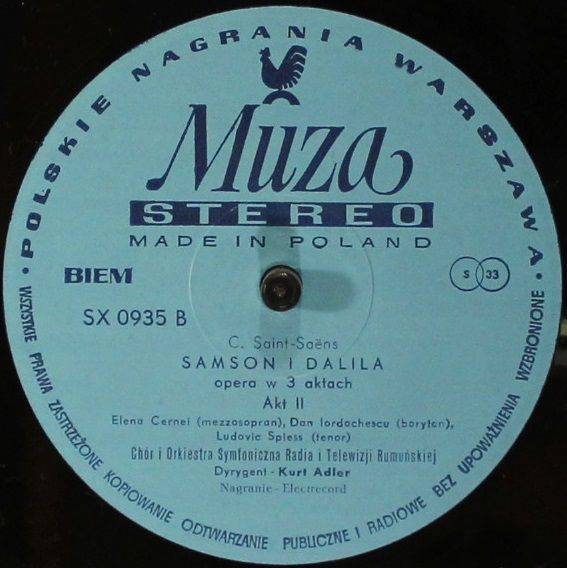 • POLSKIE NAGRANIA WARSZAWA •
Muza
STEREO
MADE IN POLAND
BIEM
S 33
SX 0935 B
C. Saint-Saëns
SAMSON I DALILA
opera w 3 aktach
Akt II
Elena Cernei (mezzosopran), Dan Iordachescu (baryton),
Ludovic Spiess (tenor)
Chór i Orkiestra Symfoniczna Radia i Telewizji Rumuńskiej
Dyrygent - Kurt Adler
Nagranie - Electrecord
WSZYSTKIE PRAWA ZASTRZEŻONE KOPIOWANIE ODTWARZANIE PUBLICZNE I RADIOWE BEZ UPOWAŻNIENIA WZBRONIONE